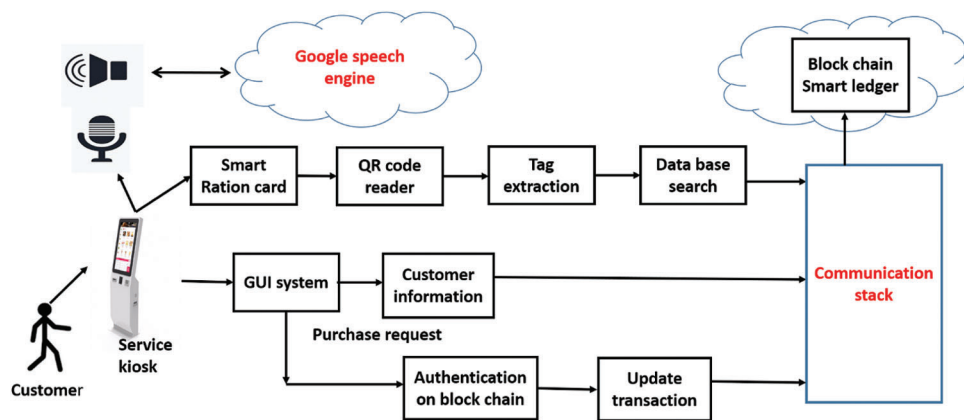 Google speech
engine
Block chain
Smart ledger
Smart
Ration card
QR code
reader
Tag
extraction
Data base
search
GUI system
Customer
information
Communication
stack
Purchase request
Service
kiosk
Customer
Authentication
on block chain
Update
transaction